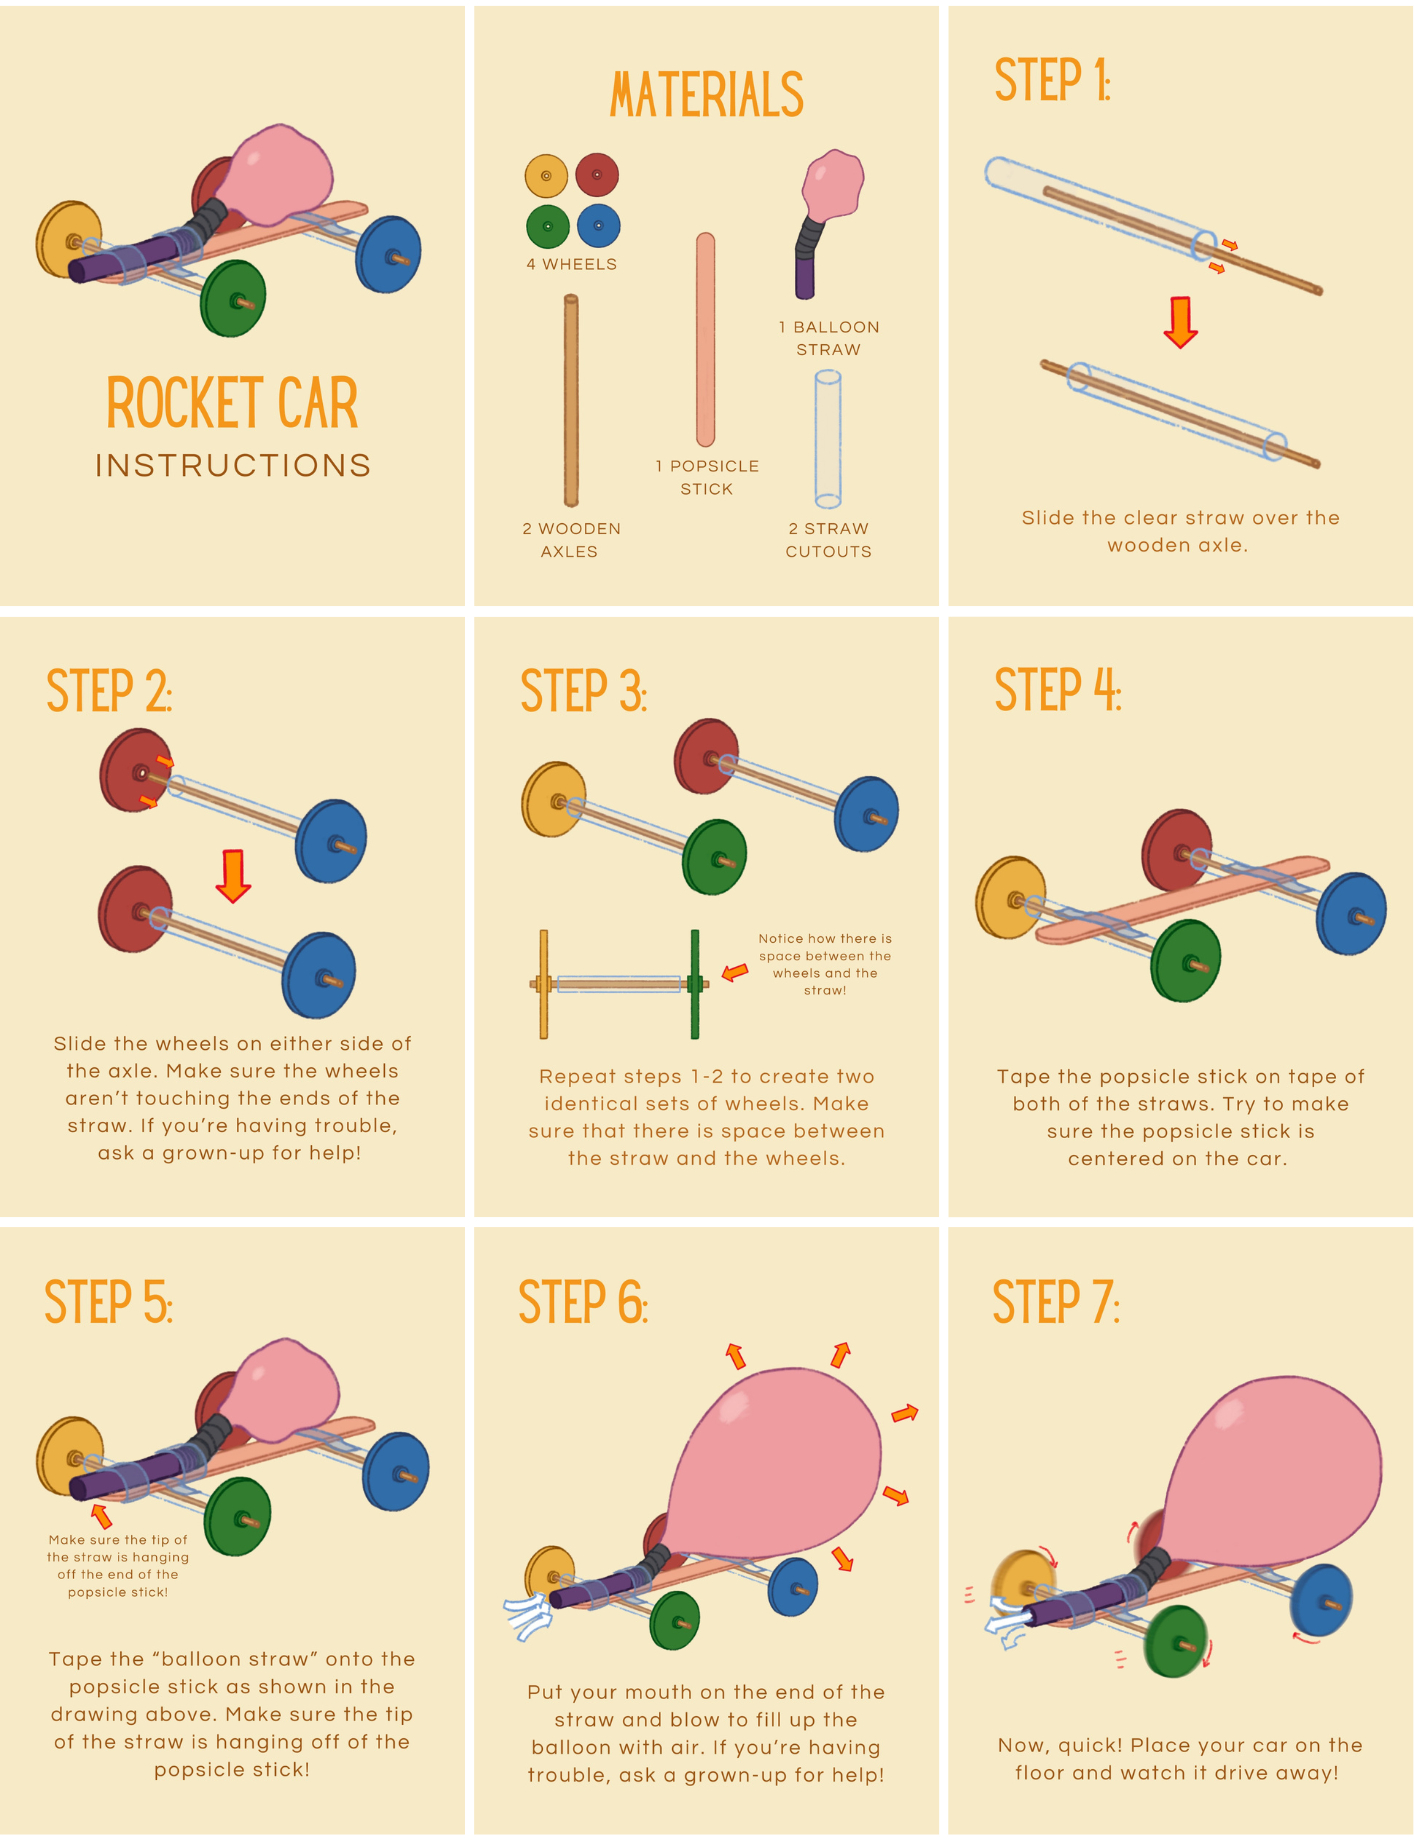 ROCKET CAR
INSTRUCTIONS
MATERIALS
4 WHEELS
2 WOODEN
AXLES
1 POPSICLE
STICK
1 BALLOON
STRAW
2 STRAW
CUTOUTS
STEP 1:
Slide the clear straw over the
wooden axle.
STEP 2:
Slide the wheels on either side of
the axle. Make sure the wheels
aren't touching the ends of the
straw. If you're having trouble,
ask a grown-up for help!
STEP 3:
Notice how there is
space between the
wheels and the
straw!
Repeat steps 1-2 to create two
identical sets of wheels. Make
sure that there is space between
the straw and the wheels.
STEP 4:
Tape the popsicle stick on tape of
both of the straws. Try to make
sure the popsicle stick is
centered on the car.
STEP 5:
Make sure the tip of
the straw is hanging
off the end of the
popsicle stick!
Tape the “balloon straw” onto the
popsicle stick as shown in the
drawing above. Make sure the tip
of the straw is hanging off of the
popsicle stick!
STEP 6:
Put your mouth on the end of the
straw and blow to fill up the
balloon with air. If you're having
trouble, ask a grown-up for help!
STEP 7:
Now, quick! Place your car on the
floor and watch it drive away!